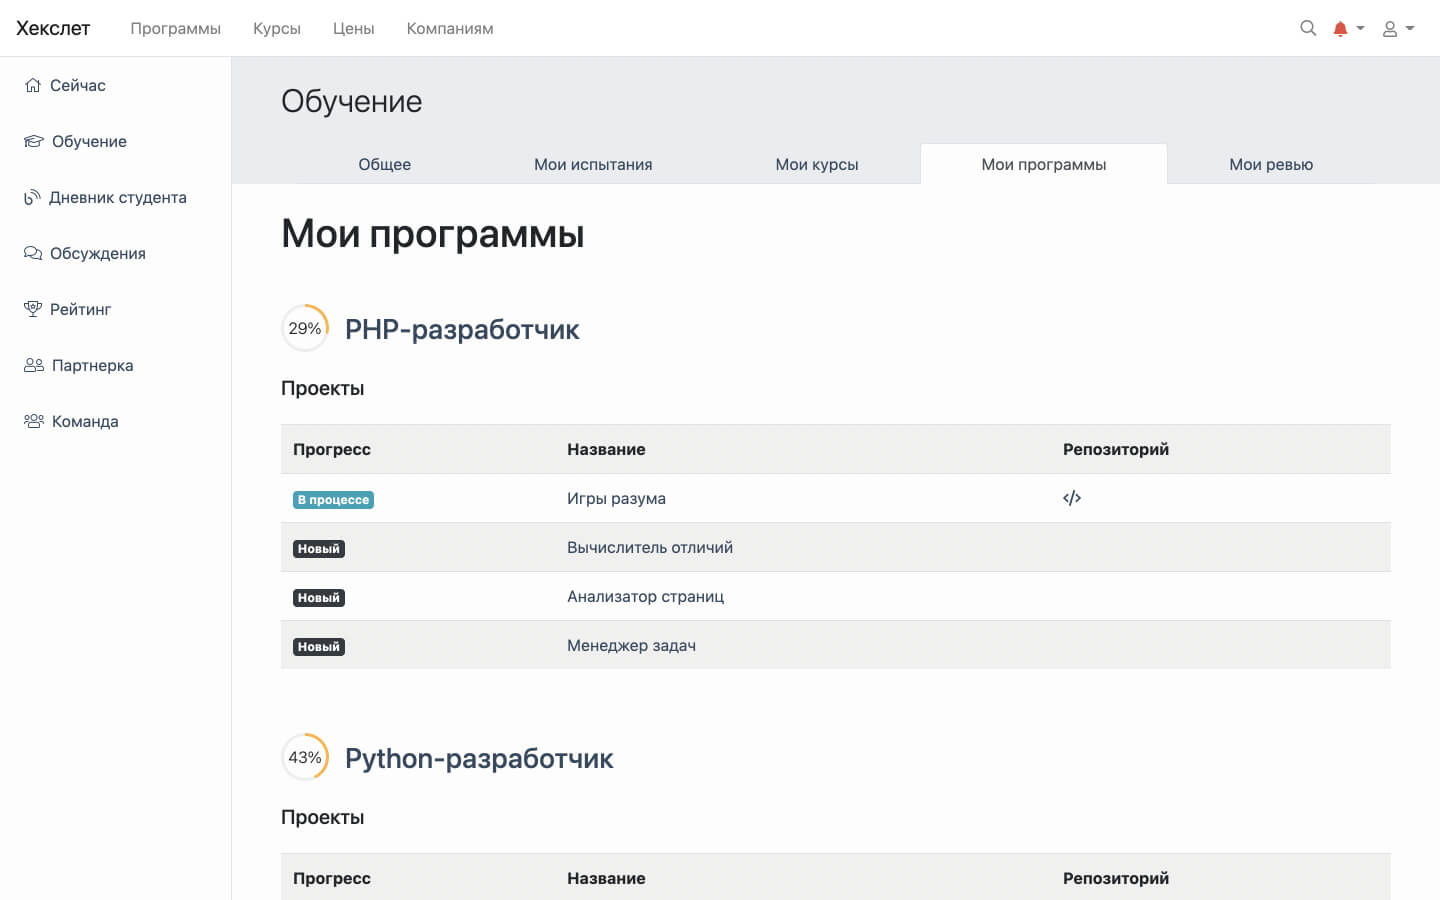 Хекслет Программы Курсы Цены Компаниям
Сейчас
Обучение
Дневник студента
Обсуждения
Рейтинг
Партнерка
Команда
Обучение
Общее Мои испытания Мои курсы Мои программы Мои ревью
Мои программы
29% PHP-разработчик
Проекты
Прогресс Название Репозиторий
В процессе Игры разума </>
Новый Вычислитель отличий
Новый Анализатор страниц
Новый Менеджер задач
43% Python-разработчик
Проекты
Прогресс Название Репозиторий